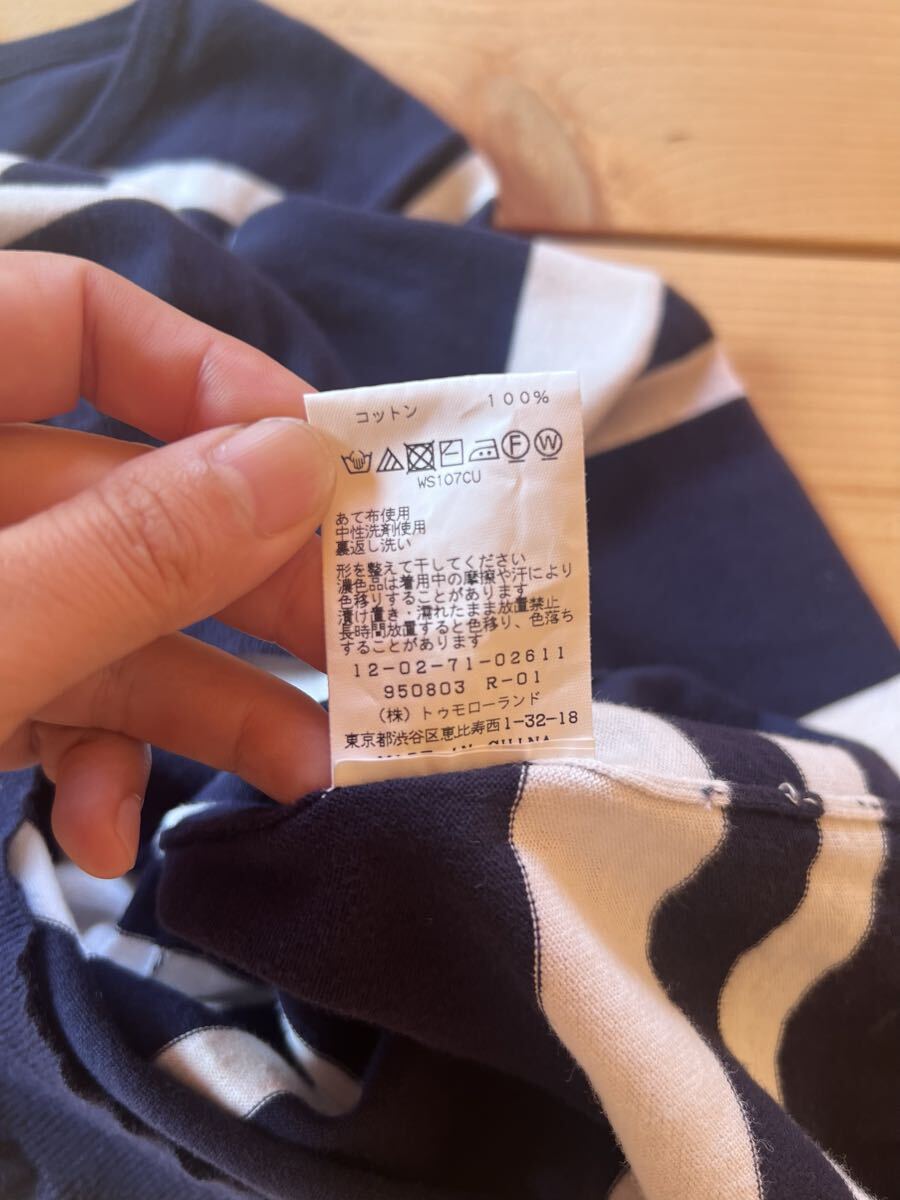 コットン 100%
F W
WS107CU
あて布使用
中性洗剤使用
裏返し洗い
形を整えて干してください
濃色品は着用中の摩擦や汗により
色移りすることがあります
漬け置き・濡れたまま放置禁止
長時間放置すると色移り、色落ち
することがあります
12-02-71-02611
950803 R-01
(株)トゥモローランド
東京都渋谷区恵比寿西1-32-18
MADE IN CHINA